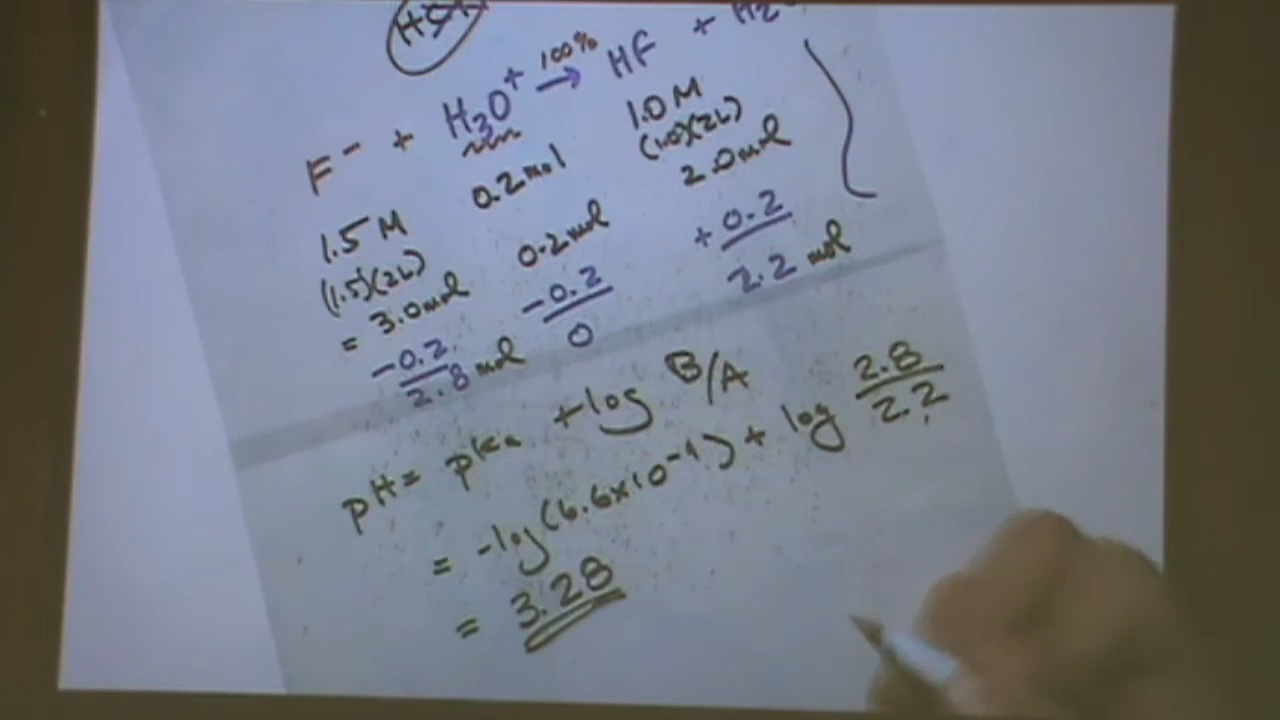 F⁻ + H₃O⁺ 100% → HF + H₂
1.5 M 0.2 mol 1.0 M
(1.5)(2L) (1.0)(2L)
= 3.0 mol 0.2 mol 2.0 mol
-0.2 -0.2 +0.2
2.8 mol 0 2.2 mol
pH = pKa + log B/A
= -log(6.6×10⁻⁴) + log 2.8/2.2
= 3.28